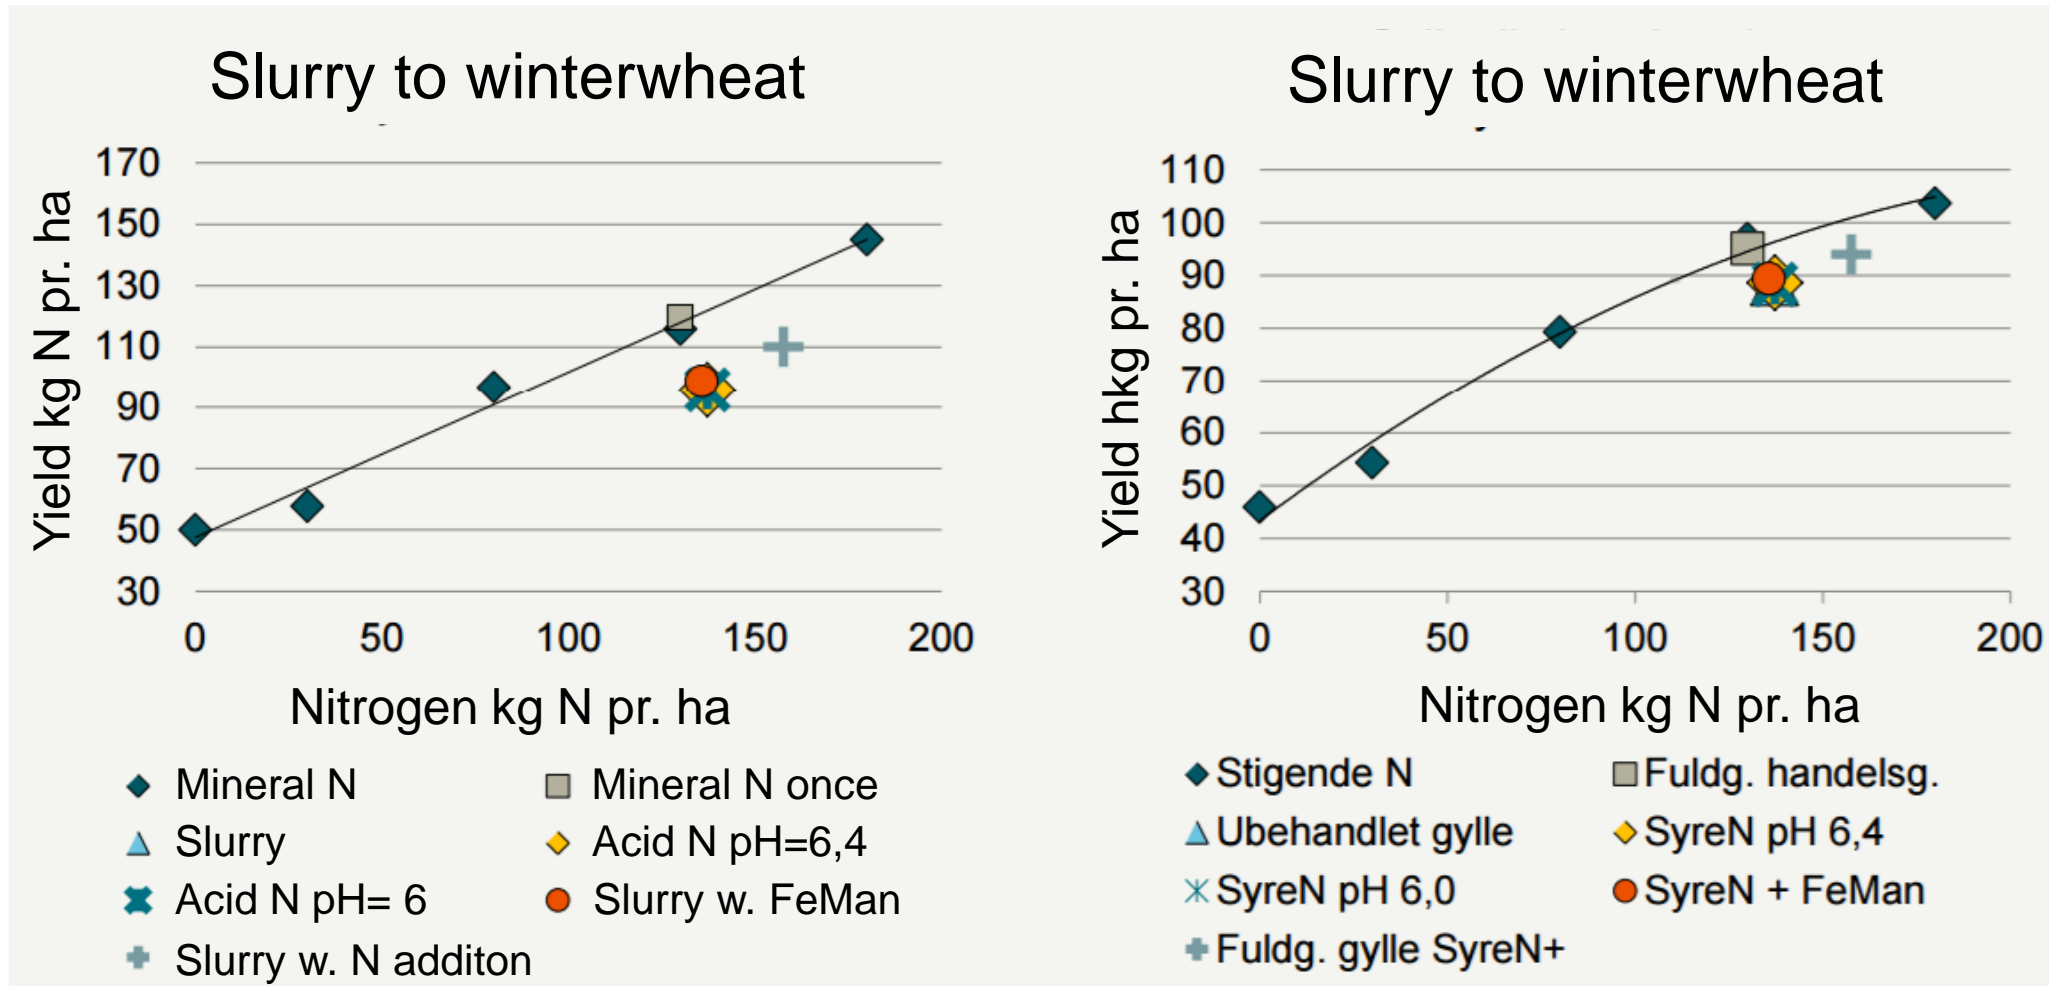 Slurry to winterwheat
Yield kg N pr. ha
170
150
130
110
90
70
50
30
0 50 100 150 200
Nitrogen kg N pr. ha
Mineral N
Mineral N once
Slurry
Acid N pH=6,4
Acid N pH= 6
Slurry w. FeMan
Slurry w. N additon
Slurry to winterwheat
Yield hkg pr. ha
110
100
90
80
70
60
50
40
30
0 50 100 150 200
Nitrogen kg N pr. ha
Stigende N
Fuldg. handelsg.
Ubehandlet gylle
SyreN pH 6,4
SyreN pH 6,0
SyreN + FeMan
Fuldg. gylle SyreN+